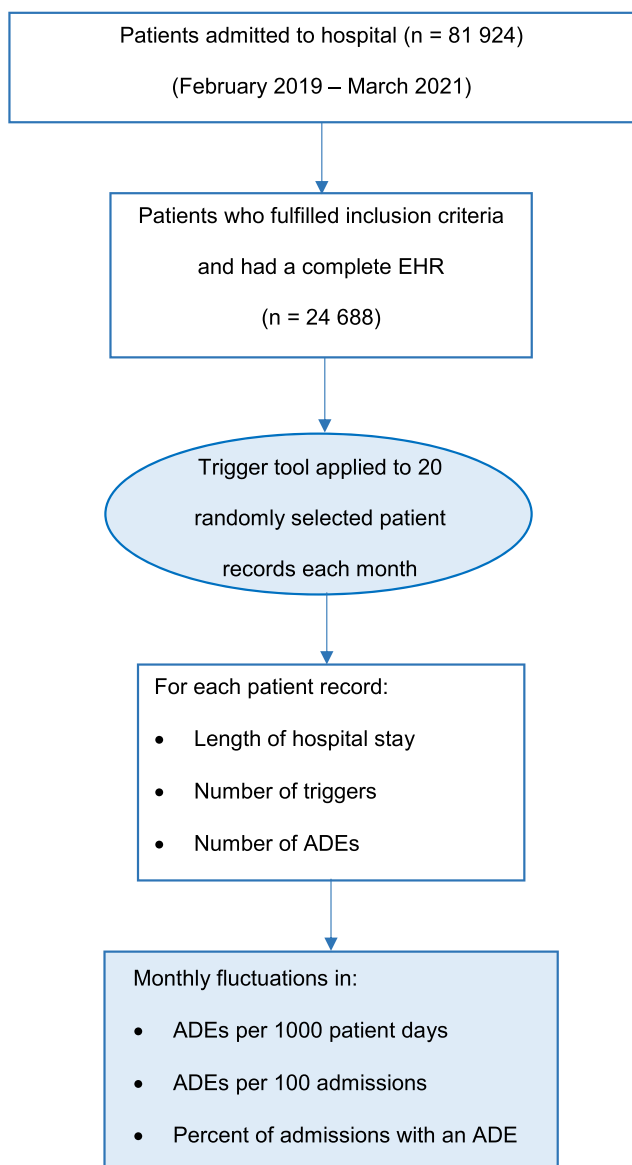 Patients admitted to hospital (n = 81 924)
(February 2019 – March 2021)
Patients who fulfilled inclusion criteria
and had a complete EHR
(n = 24 688)
Trigger tool applied to 20
randomly selected patient
records each month
For each patient record:
• Length of hospital stay
• Number of triggers
• Number of ADEs
Monthly fluctuations in:
• ADEs per 1000 patient days
• ADEs per 100 admissions
• Percent of admissions with an ADE